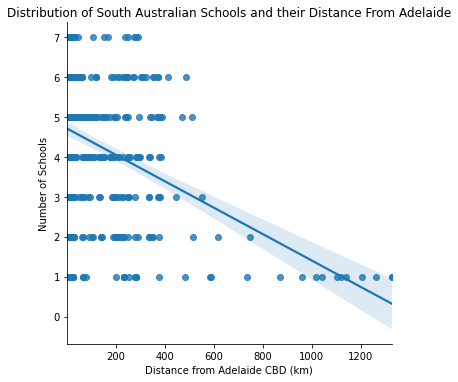 Distribution of South Australian Schools and their Distance From Adelaide
7
6
5
4
3
2
1
0
Number of Schools
200 400 600 800 1000 1200
Distance from Adelaide CBD (km)